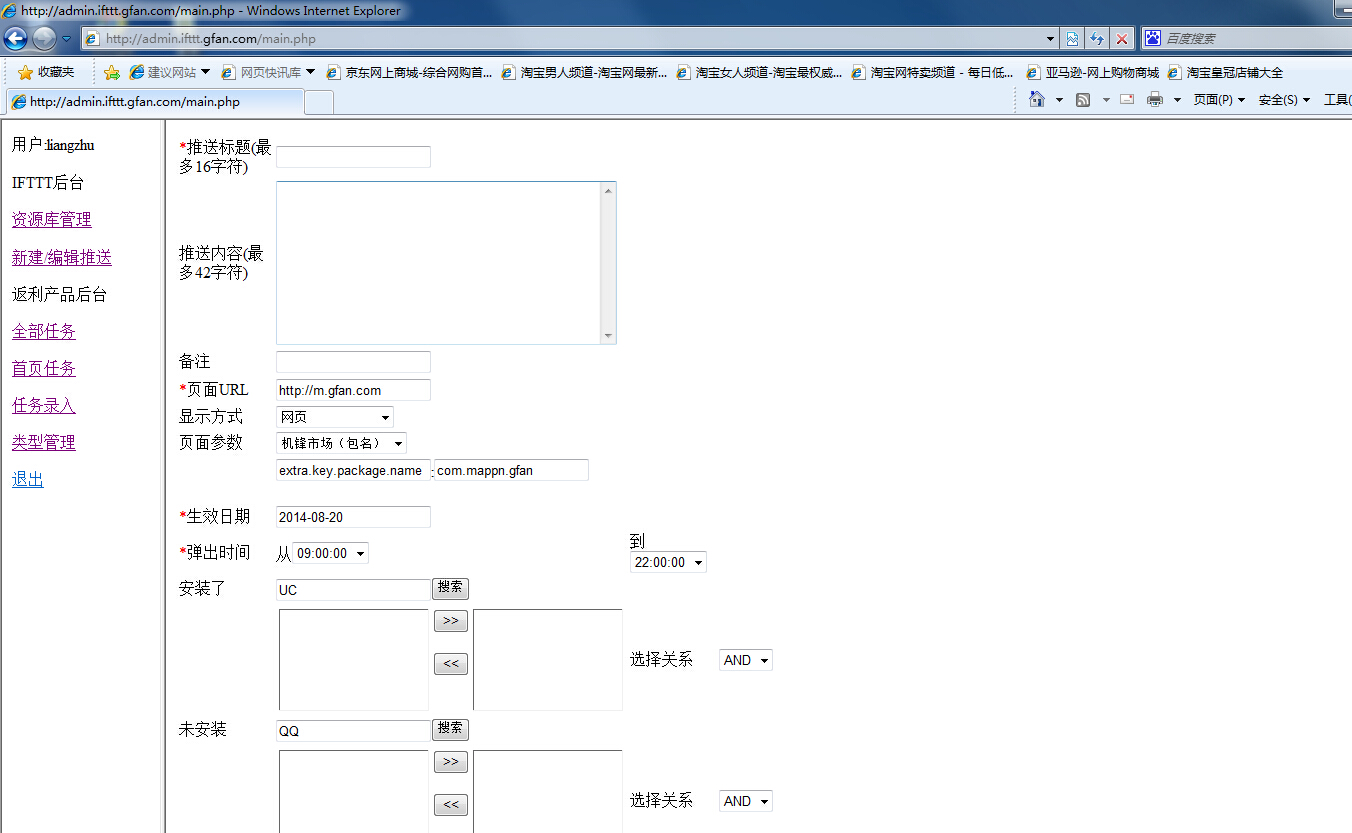 http://admin.ifttt.gfan.com/main.php - Windows Internet Explorer
http://admin.ifttt.gfan.com/main.php
百度搜索
收藏夹 建议网站 网页快讯库 京东网上商城-综合网购首... 淘宝男人频道-淘宝网最新... 淘宝女人频道-淘宝最权威... 淘宝网特卖频道 - 每日低... 亚马逊-网上购物商城 淘宝皇冠店铺大全
http://admin.ifttt.gfan.com/main.php
页面(P) 安全(S) 工具(
用户:liangzhu
IFTTT后台
资源库管理
新建/编辑推送
返利产品后台
全部任务
首页任务
任务录入
类型管理
退出
*推送标题(最
多16字符)
推送内容(最
多42字符)
备注
*页面URL http://m.gfan.com
显示方式 网页
页面参数 机锋市场（包名）
extra.key.package.name : com.mappn.gfan
*生效日期 2014-08-20
*弹出时间 从 09:00:00 到 22:00:00
安装了 UC 搜索
>>
<<
选择关系 AND
未安装 QQ 搜索
>>
<<
选择关系 AND